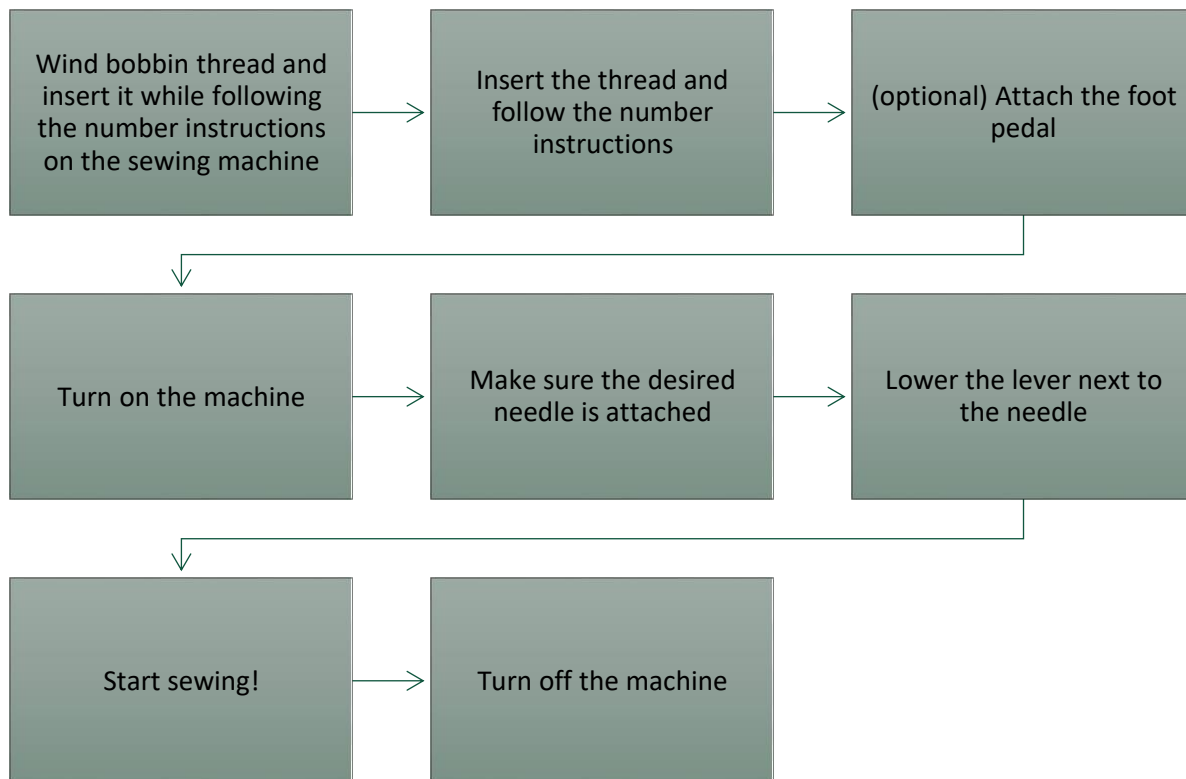 Wind bobbin thread and
insert it while following
the number instructions
on the sewing machine
Insert the thread and
follow the number
instructions
(optional) Attach the foot
pedal
Turn on the machine
Make sure the desired
needle is attached
Lower the lever next to
the needle
Start sewing!
Turn off the machine